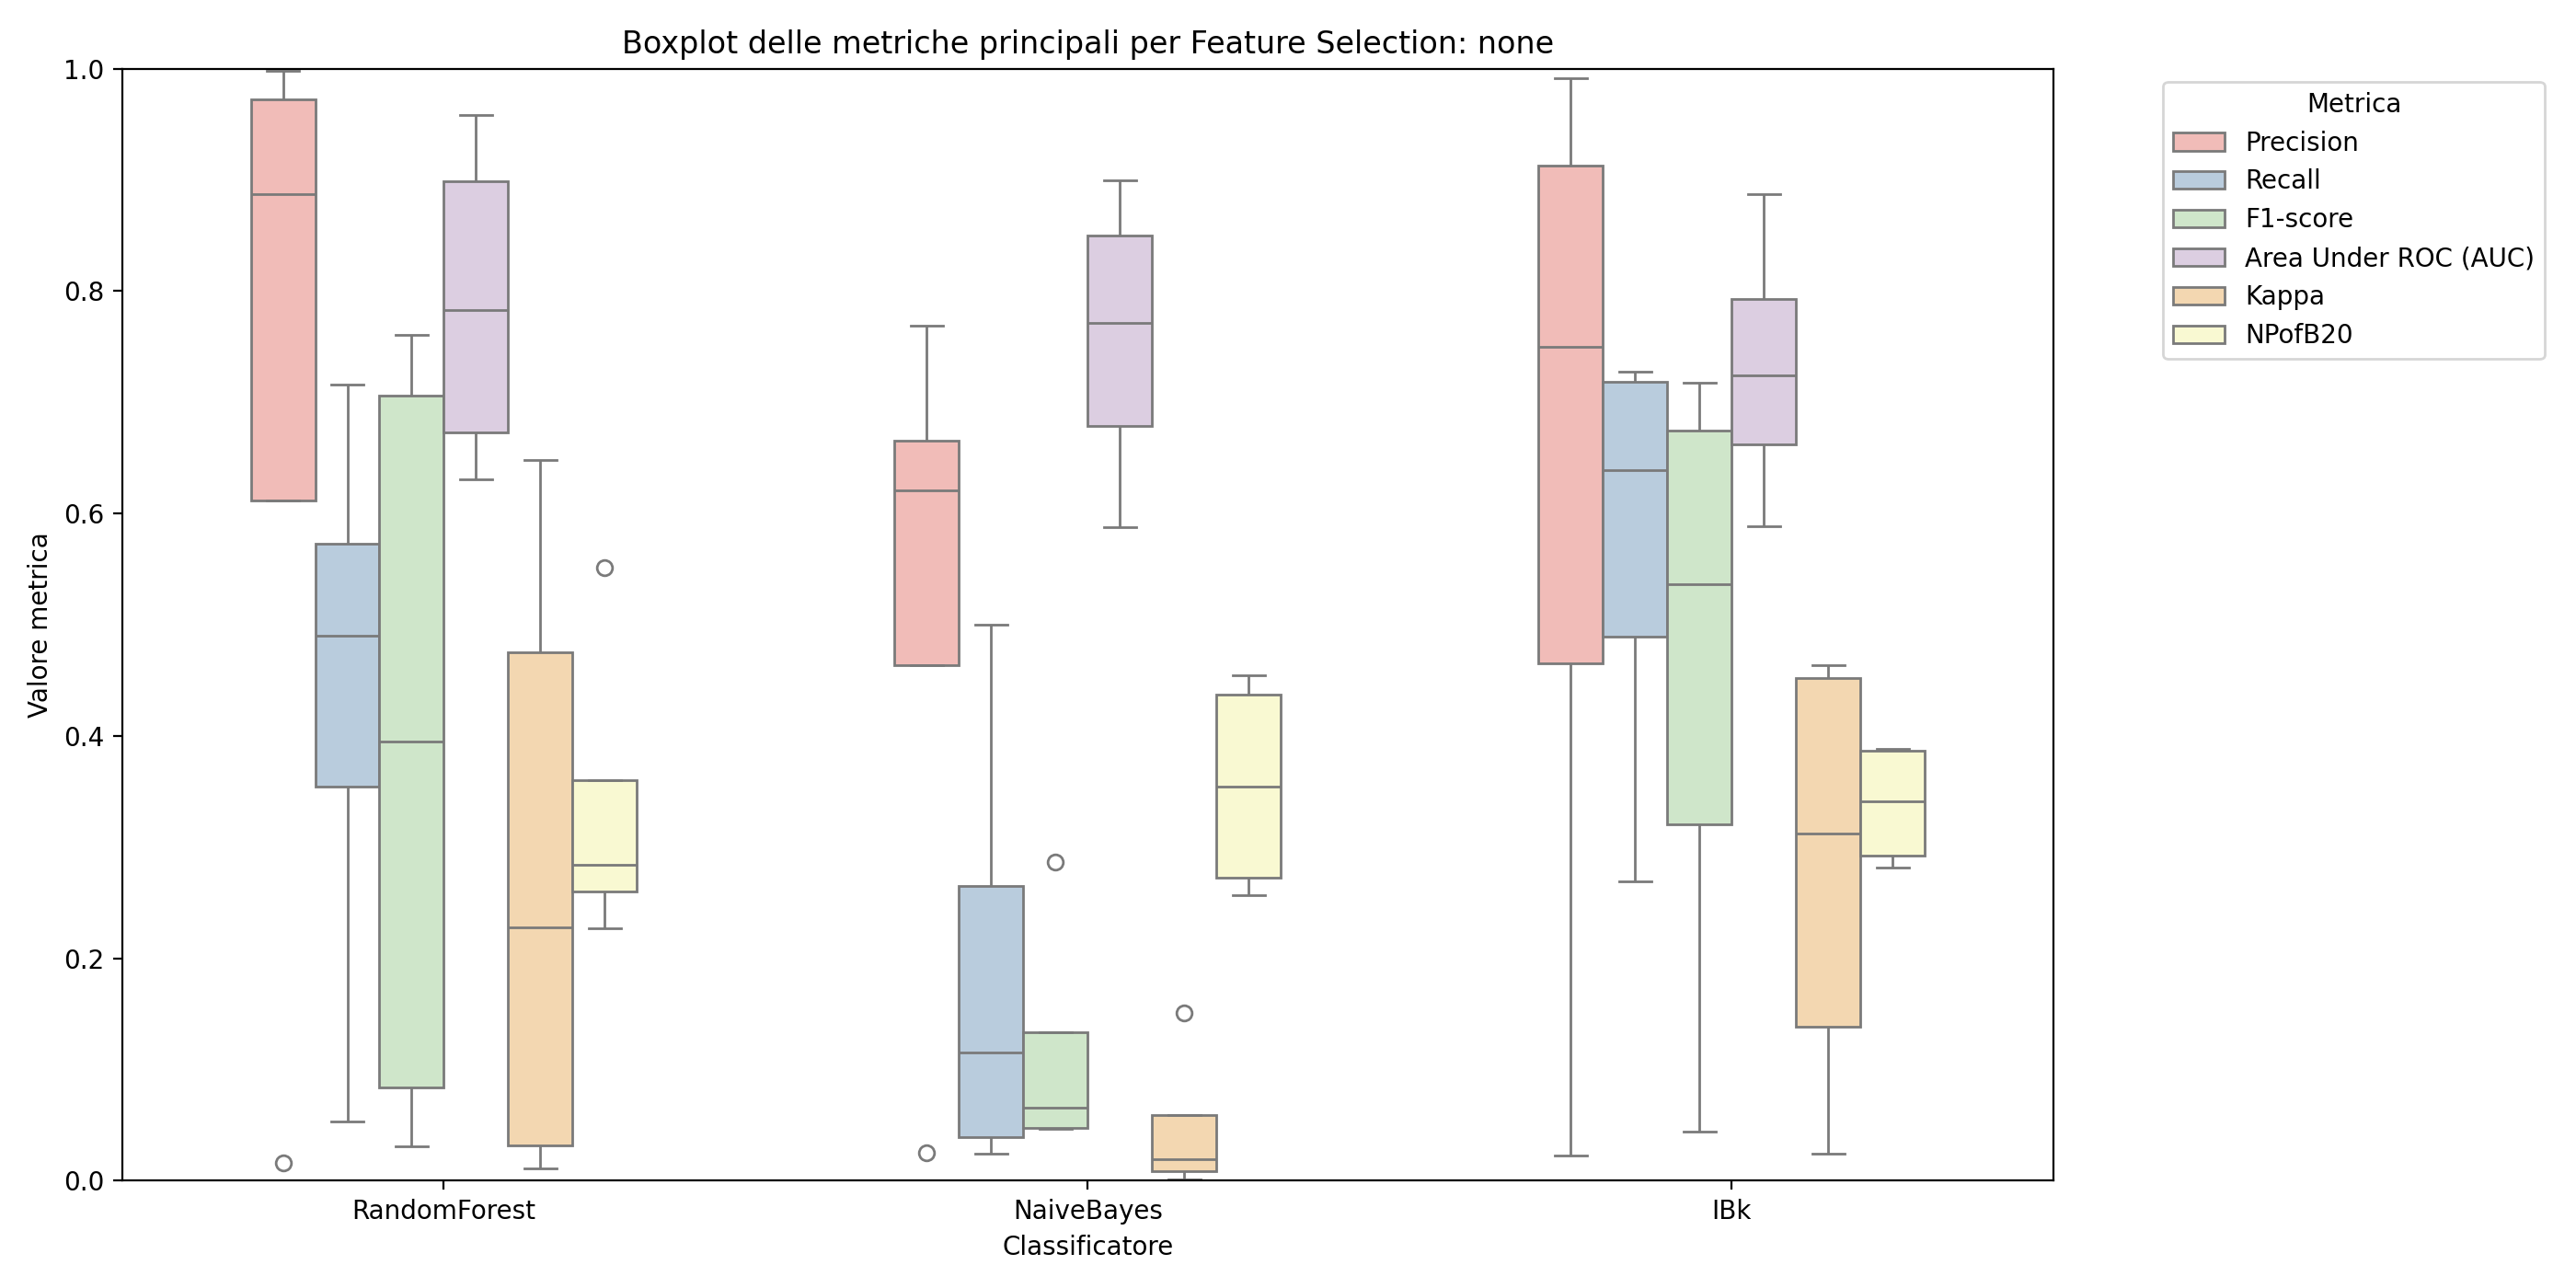 Boxplot delle metriche principali per Feature Selection: none
Valore metrica
1.0
0.8
0.6
0.4
0.2
0.0
RandomForest
NaiveBayes
IBk
Classificatore
Metrica
Precision
Recall
F1-score
Area Under ROC (AUC)
Kappa
NPofB20